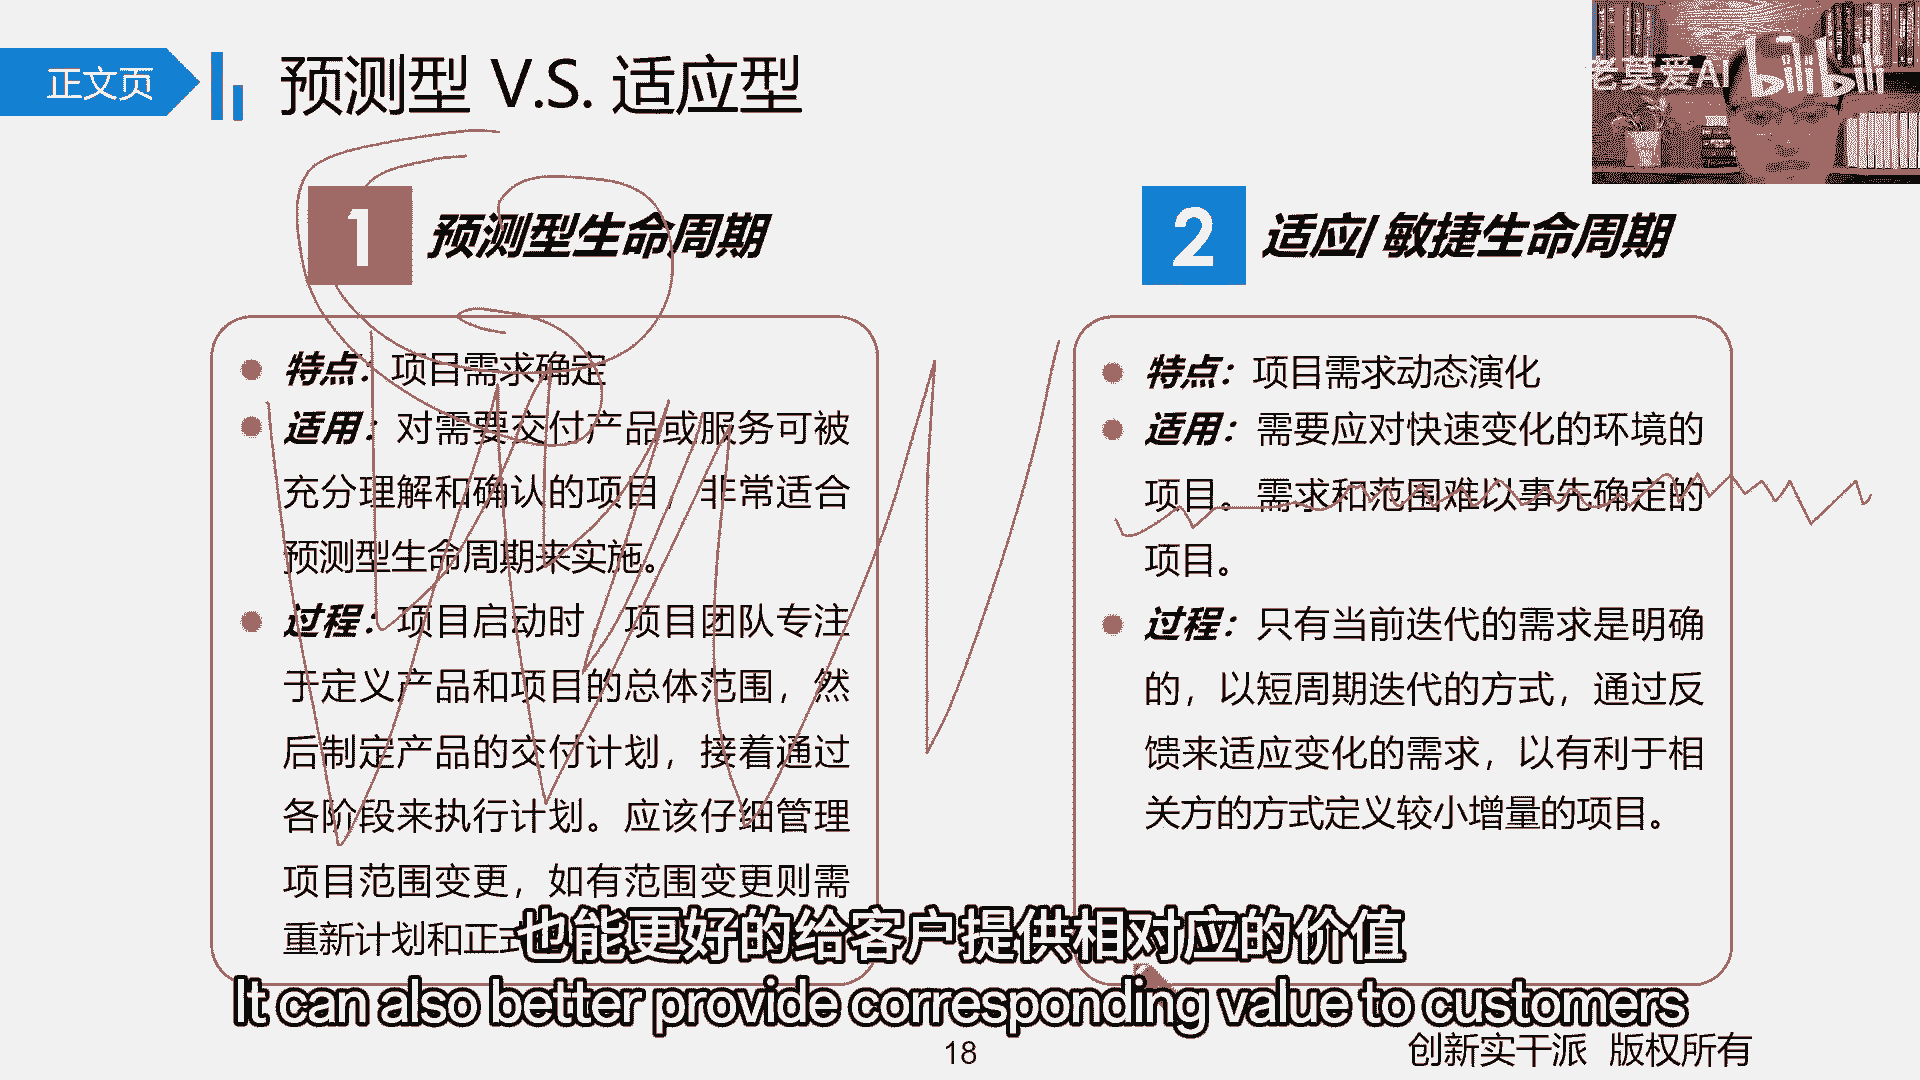 正文页
预测型 V.S. 适应型
老莫爱AI
bilibili
1 预测型生命周期
特点：项目需求确定
适用：对需要交付产品或服务可被
充分理解和确认的项目，非常适合
预测型生命周期来实施。
过程：项目启动时 项目团队专注
于定义产品和项目的总体范围，然
后制定产品的交付计划，接着通过
各阶段来执行计划。应该仔细管理
项目范围变更，如有范围变更则需
重新计划和正式
2 适应/ 敏捷生命周期
特点：项目需求动态演化
适用：需要应对快速变化的环境的
项目。需求和范围难以事先确定的
项目。
过程：只有当前迭代的需求是明确
的，以短周期迭代的方式，通过反
馈来适应变化的需求，以有利于相
关方的方式定义较小增量的项目。
也能更好的给客户提供相对应的价值
It can also better provide corresponding value to customers
18
创新实干派 版权所有